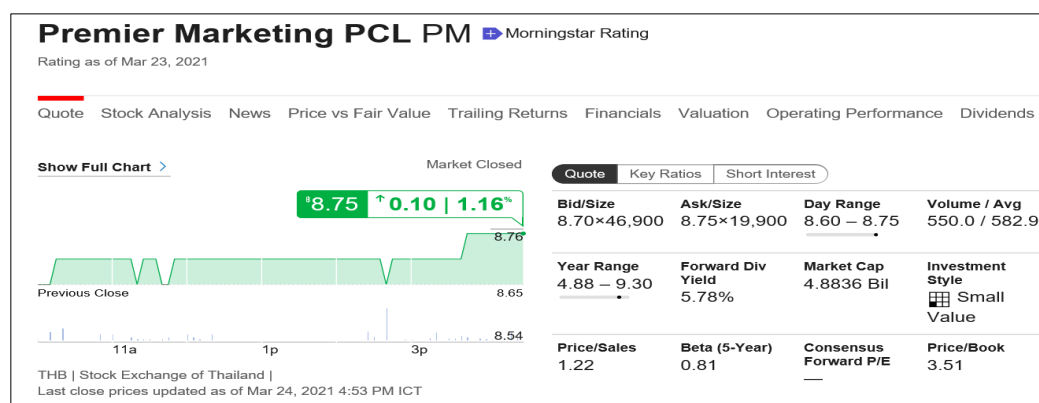 Premier Marketing PCL PM Morningstar Rating
Rating as of Mar 23, 2021
Quote Stock Analysis News Price vs Fair Value Trailing Returns Financials Valuation Operating Performance Dividends
Show Full Chart >
Market Closed
฿8.75 ↑0.10 | 1.16%
8.76
Previous Close 8.65
8.54
11a 1p 3p
THB | Stock Exchange of Thailand |
Last close prices updated as of Mar 24, 2021 4:53 PM ICT
Quote Key Ratios Short Interest
Bid/Size Ask/Size Day Range Volume / Avg
8.70×46,900 8.75×19,900 8.60 – 8.75 550.0 / 582.9
Year Range Forward Div Market Cap Investment
4.88 – 9.30 Yield 4.8836 Bil Style
5.78% Small
Value
Price/Sales Beta (5-Year) Consensus Price/Book
1.22 0.81 Forward P/E 3.51
—